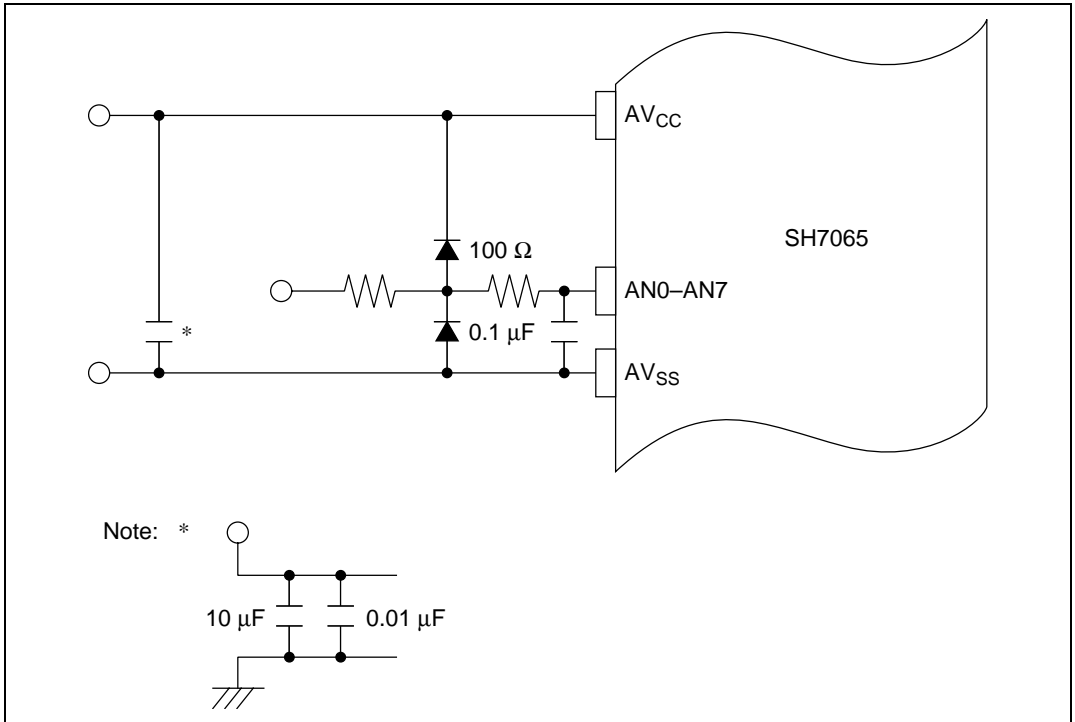 AVCC
SH7065
100 Ω
AN0–AN7
0.1 μF
*
AVSS
Note: *
10 μF
0.01 μF